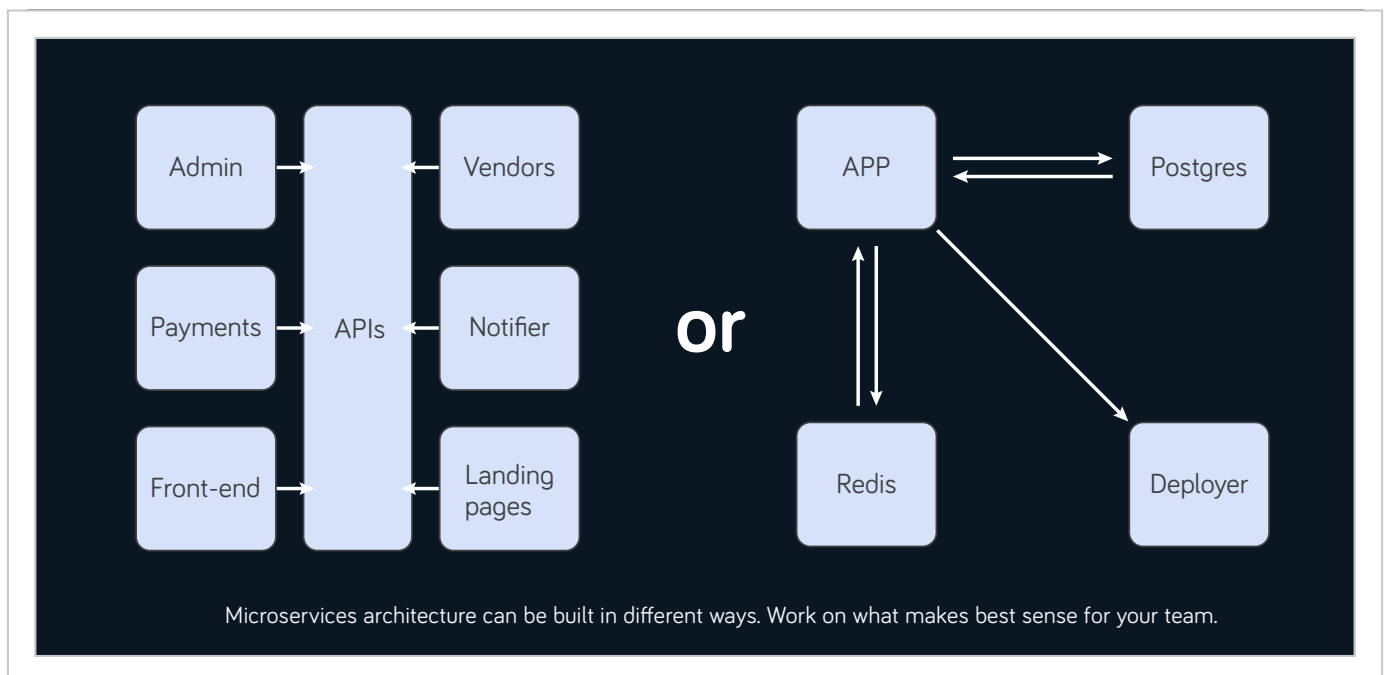 Admin
Vendors
Payments
APIs
Notifier
Front-end
Landing
pages
or
APP
Postgres
Redis
Deployer
Microservices architecture can be built in different ways. Work on what makes best sense for your team.